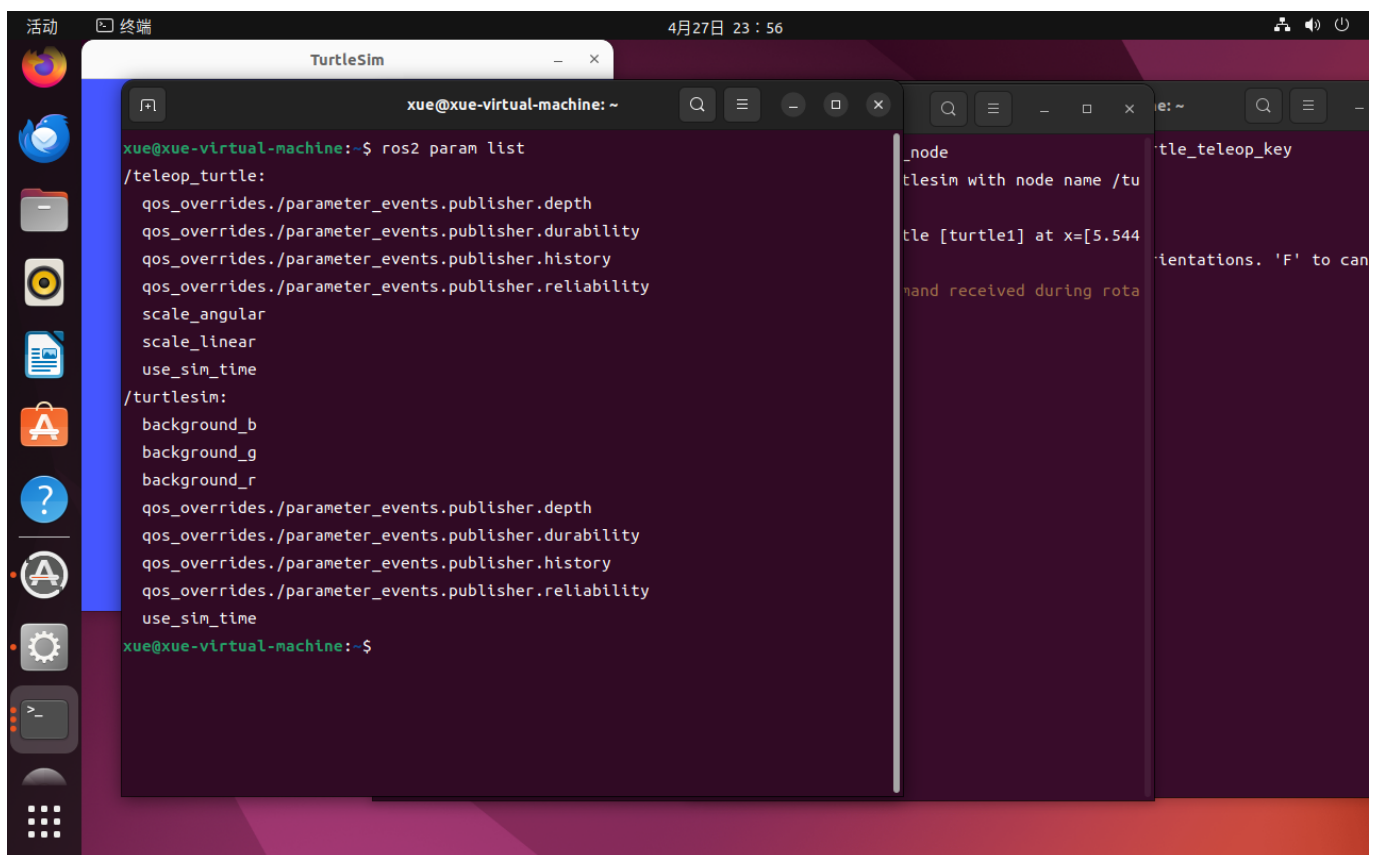 活动 终端 4月27日 23：56
TurtleSim
xue@xue-virtual-machine: ~
xue@xue-virtual-machine:~$ ros2 param list
/teleop_turtle:
qos_overrides./parameter_events.publisher.depth
qos_overrides./parameter_events.publisher.durability
qos_overrides./parameter_events.publisher.history
qos_overrides./parameter_events.publisher.reliability
scale_angular
scale_linear
use_sim_time
/turtlesim:
background_b
background_g
background_r
qos_overrides./parameter_events.publisher.depth
qos_overrides./parameter_events.publisher.durability
qos_overrides./parameter_events.publisher.history
qos_overrides./parameter_events.publisher.reliability
use_sim_time
xue@xue-virtual-machine:~$
_node
tlesim with node name /tu
tle [turtle1] at x=[5.544
mand received during rota
e: ~
rtle_teleop_key
rientations. 'F' to can